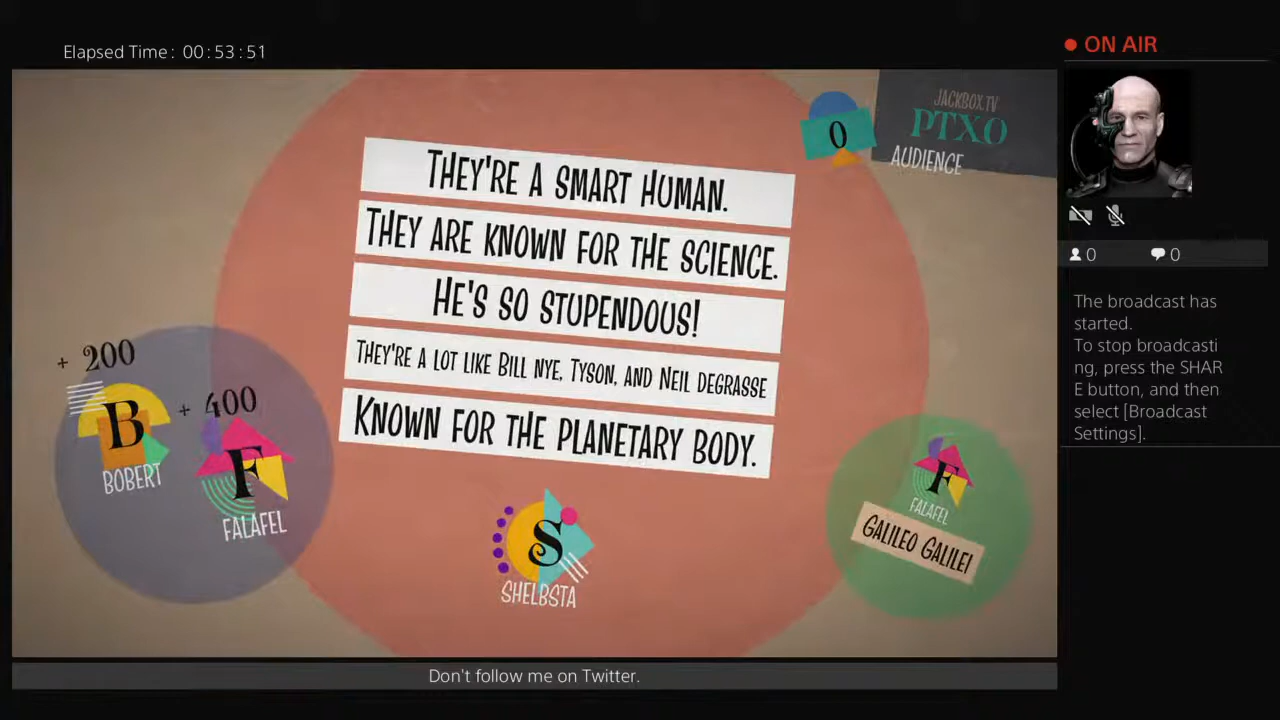 Elapsed Time: 00:53:51
ON AIR
JACKBOX.TV
PTXO
0
AUDIENCE
THEY'RE A SMART HUMAN.
THEY ARE KNOWN FOR THE SCIENCE.
HE'S SO STUPENDOUS!
THEY'RE A LOT LIKE BILL NYE, TYSON, AND NEIL DEGRASSE
KNOWN FOR THE PLANETARY BODY.
+ 200
B
BOBERT
+ 400
F
FALAFEL
S
SHELBSTA
F
FALAFEL
GALILEO GALILEI
0
0
The broadcast has
started.
To stop broadcasti
ng, press the SHAR
E button, and then
select [Broadcast
Settings].
Don't follow me on Twitter.